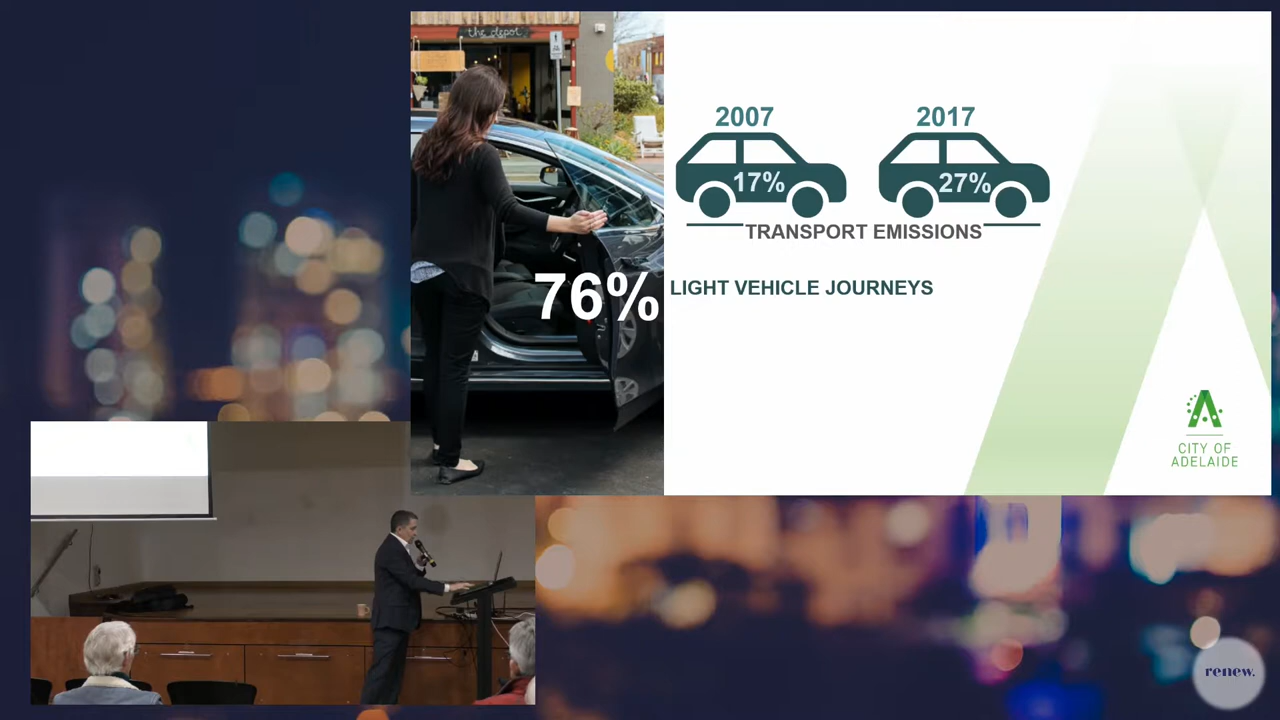 the depot
2007
2017
17%
27%
TRANSPORT EMISSIONS
76% LIGHT VEHICLE JOURNEYS
CITY OF
ADELAIDE
renew.